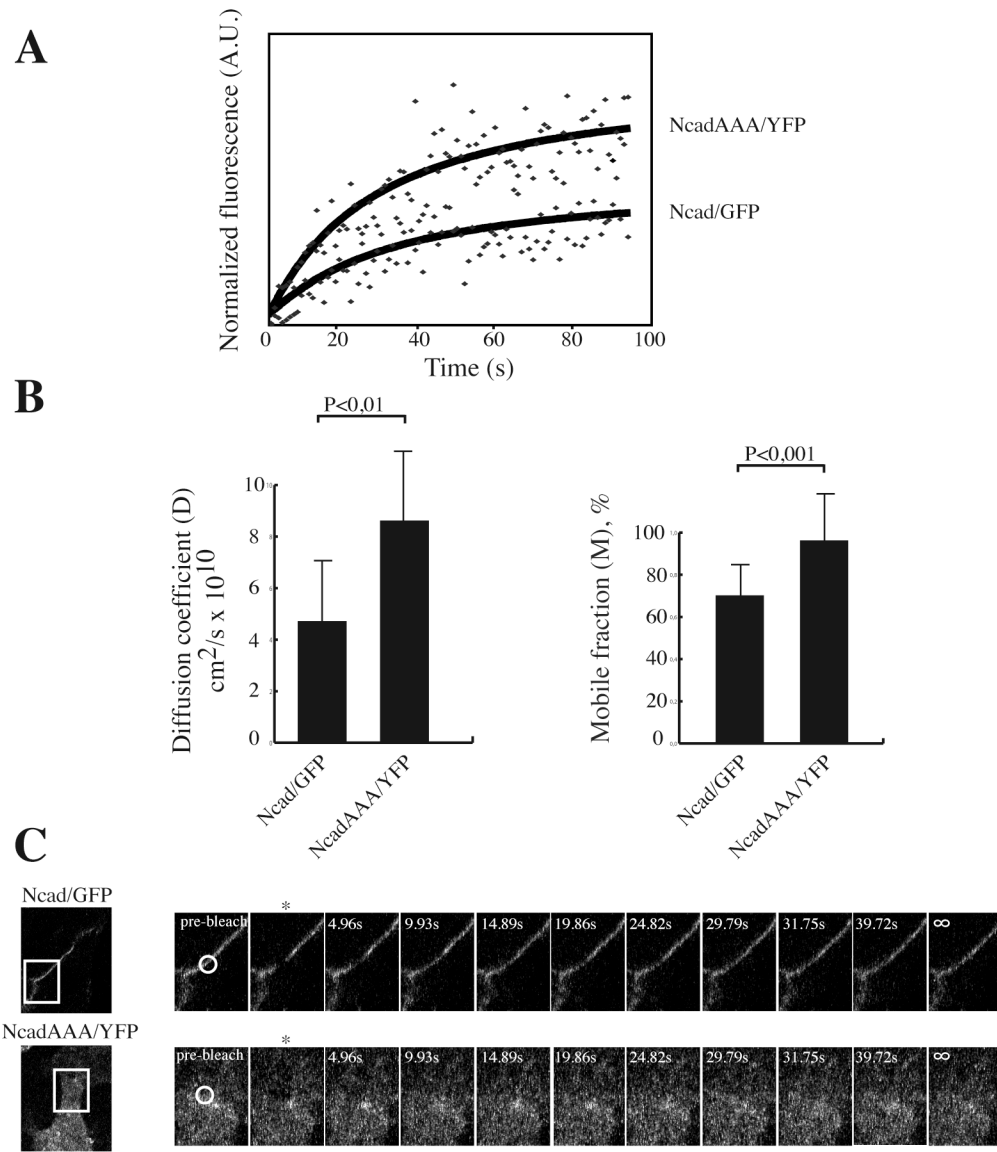 A
Normalized fluorescence (A.U.)
NcadAAA/YFP
Ncad/GFP
0 20 40 60 80 100
Time (s)
B
P<0,01
Diffusion coefficient (D)
cm²/s x 10¹⁰
10
8
6
4
2
0
Ncad/GFP
NcadAAA/YFP
P<0,001
Mobile fraction (M), %
100
80
60
40
20
0
Ncad/GFP
NcadAAA/YFP
C
Ncad/GFP
*
pre-bleach 4.96s 9.93s 14.89s 19.86s 24.82s 29.79s 31.75s 39.72s ∞
NcadAAA/YFP
*
pre-bleach 4.96s 9.93s 14.89s 19.86s 24.82s 29.79s 31.75s 39.72s ∞